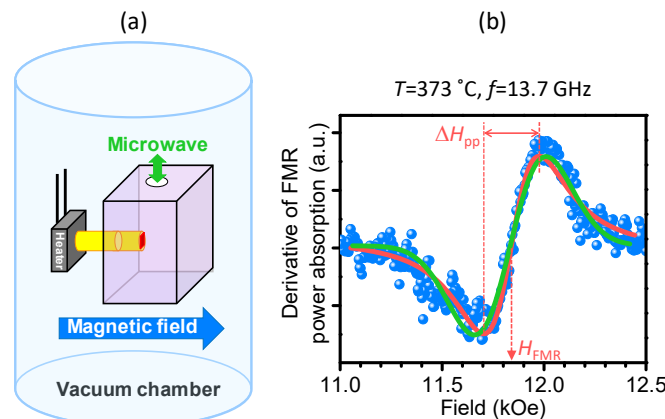 (a)
Microwave
Heater
Magnetic field
Vacuum chamber
(b)
T=373 ˚C, f=13.7 GHz
ΔHpp
HFMR
Derivative of FMR
power absorption (a.u.)
11.0 11.5 12.0 12.5
Field (kOe)